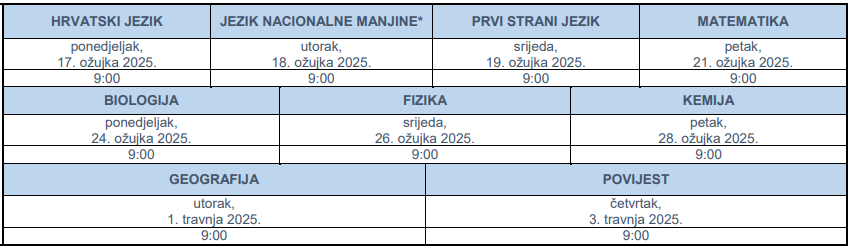 HRVATSKI JEZIK JEZIK NACIONALNE MANJINE* PRVI STRANI JEZIK MATEMATIKA
ponedjeljak, utorak, srijeda, petak,
17. ožujka 2025. 18. ožujka 2025. 19. ožujka 2025. 21. ožujka 2025.
9:00 9:00 9:00 9:00
BIOLOGIJA FIZIKA KEMIJA
ponedjeljak, srijeda, petak,
24. ožujka 2025. 26. ožujka 2025. 28. ožujka 2025.
9:00 9:00 9:00
GEOGRAFIJA POVIJEST
utorak, četvrtak,
1. travnja 2025. 3. travnja 2025.
9:00 9:00